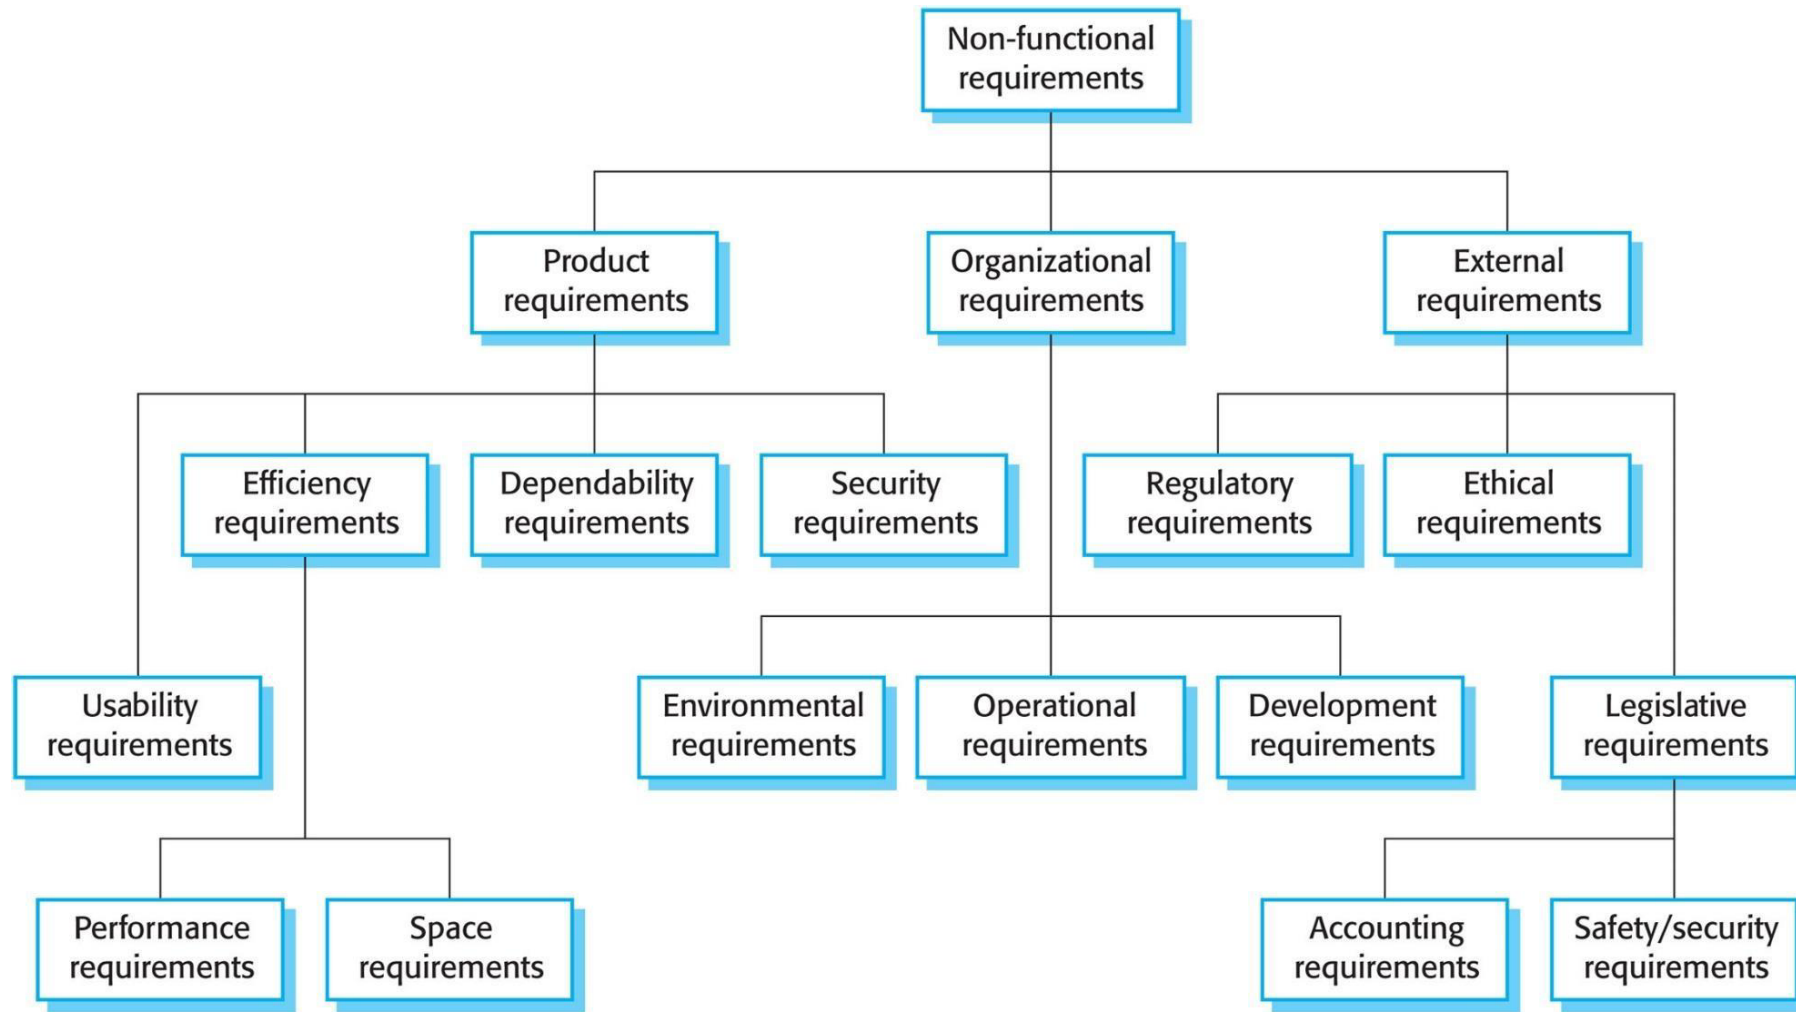 Non-functional
requirements
Product
requirements
Organizational
requirements
External
requirements
Efficiency
requirements
Dependability
requirements
Security
requirements
Regulatory
requirements
Ethical
requirements
Usability
requirements
Environmental
requirements
Operational
requirements
Development
requirements
Legislative
requirements
Performance
requirements
Space
requirements
Accounting
requirements
Safety/security
requirements